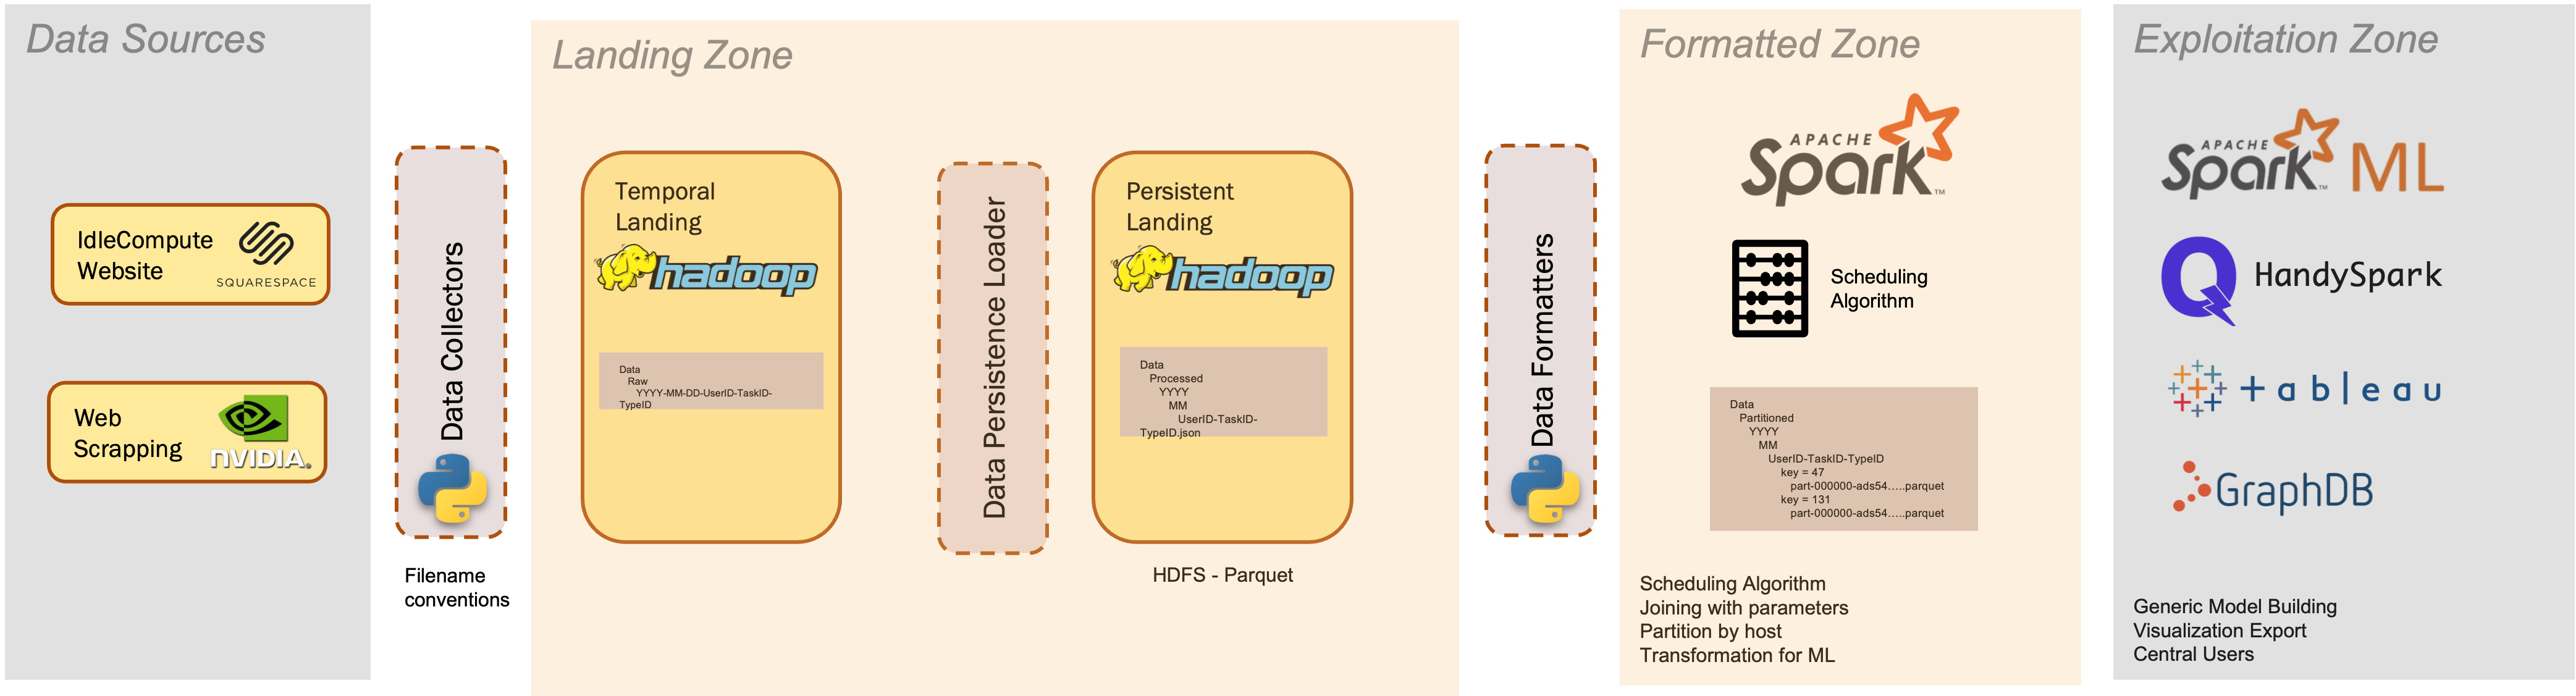 Data Sources
IdleCompute
Website
SQUARESPACE
Web
Scrapping
NVIDIA.
Data Collectors
Filename
conventions
Landing Zone
Temporal
Landing
hadoop
Data
Raw
YYYY-MM-DD-UserID-TaskID-
TypeID
Data Persistence Loader
Persistent
Landing
hadoop
Data
Processed
YYYY
MM
UserID-TaskID-
TypeID.json
HDFS - Parquet
Data Formatters
Formatted Zone
APACHE
Spark™
Scheduling
Algorithm
Data
Partitioned
YYYY
MM
UserID-TaskID-TypeID
key = 47
part-000000-ads54.....parquet
key = 131
part-000000-ads54.....parquet
Scheduling Algorithm
Joining with parameters
Partition by host
Transformation for ML
Exploitation Zone
APACHE
Spark™ ML
HandySpark
+ a b l e a u
GraphDB
Generic Model Building
Visualization Export
Central Users